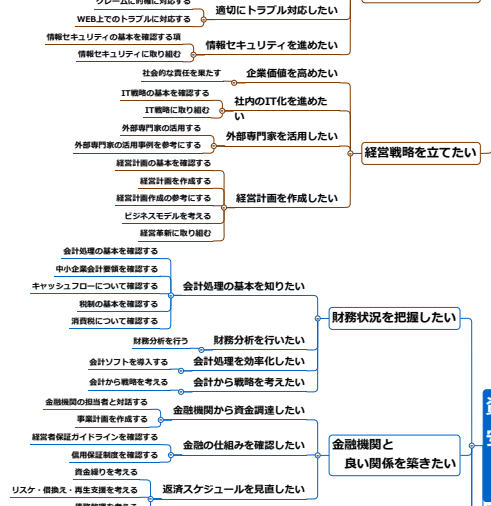 クレームに的確に対応する
WEB上でのトラブルに対応する
適切にトラブル対応したい
情報セキュリティの基本を確認する項
情報セキュリティに取り組む
情報セキュリティを進めたい
社会的な責任を果たす
企業価値を高めたい
IT戦略の基本を確認する
IT戦略に取り組む
社内のIT化を進めた
い
外部専門家の活用する
外部専門家の活用事例を参考にする
外部専門家を活用したい
経営戦略を立てたい
経営計画の基本を確認する
経営計画を作成する
経営計画作成の参考にする
ビジネスモデルを考える
経営革新に取り組む
経営計画を作成したい
会計処理の基本を確認する
中小企業会計要領を確認する
キャッシュフローについて確認する
税制の基本を確認する
消費税について確認する
会計処理の基本を知りたい
財務状況を把握したい
財務分析を行う
財務分析を行いたい
会計ソフトを導入する
会計処理を効率化したい
会計から戦略を考える
会計から戦略を考えたい
金融機関の担当者と対話する
事業計画を作成する
金融機関から資金調達したい
経営者保証ガイドラインを確認する
信用保証制度を確認する
金融の仕組みを確認したい
金融機関と
良い関係を築きたい
資金繰りを考える
リスケ・借換え・再生支援を考える
返済スケジュールを見直したい